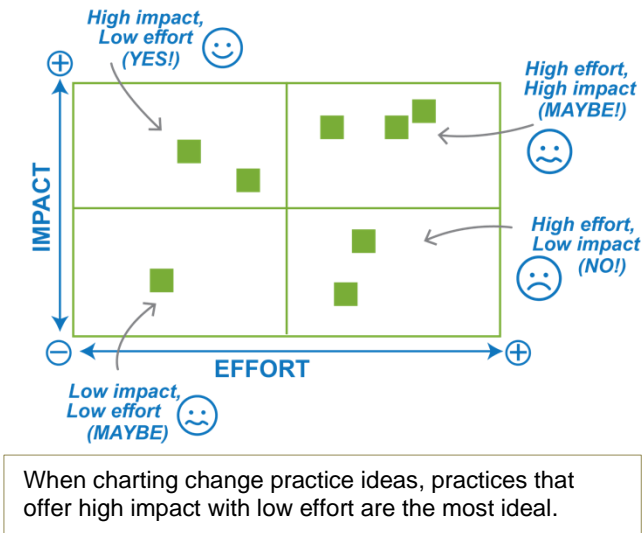 High impact,
Low effort
(YES!)
High effort,
High impact
(MAYBE!)
IMPACT
High effort,
Low impact
(NO!)
EFFORT
Low impact,
Low effort
(MAYBE)
When charting change practice ideas, practices that
offer high impact with low effort are the most ideal.